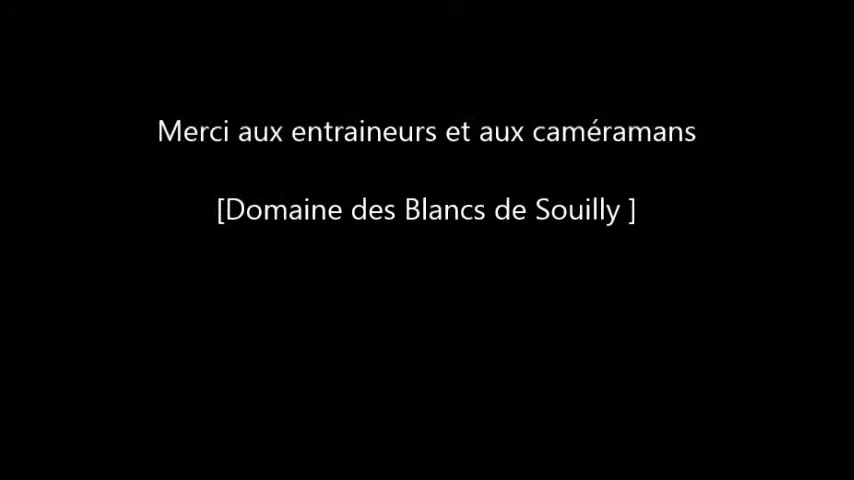 Merci aux entraineurs et aux caméramans
[Domaine des Blancs de Souilly ]